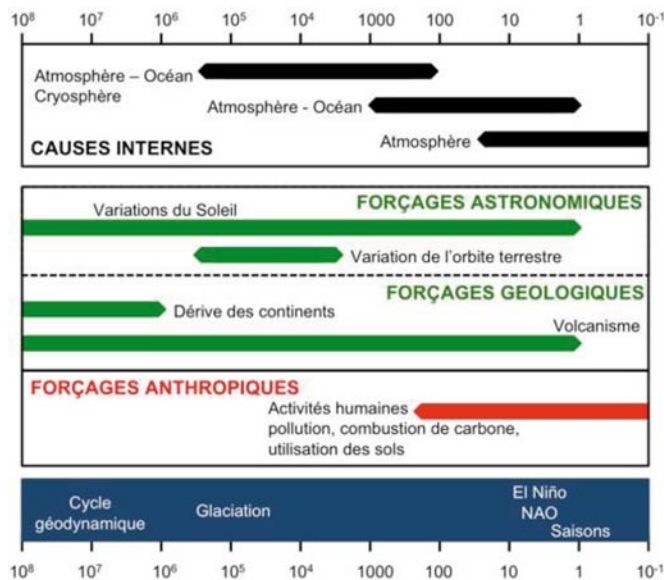 10⁸ 10⁷ 10⁶ 10⁵ 10⁴ 1000 100 10 1 10⁻¹
Atmosphère – Océan
Cryosphère
Atmosphère - Océan
Atmosphère
CAUSES INTERNES
FORÇAGES ASTRONOMIQUES
Variations du Soleil
Variation de l'orbite terrestre
FORÇAGES GEOLOGIQUES
Dérive des continents
Volcanisme
FORÇAGES ANTHROPIQUES
Activités humaines
pollution, combustion de carbone,
utilisation des sols
Cycle
géodynamique
Glaciation
El Niño
NAO
Saisons
10⁸ 10⁷ 10⁶ 10⁵ 10⁴ 1000 100 10 1 10⁻¹